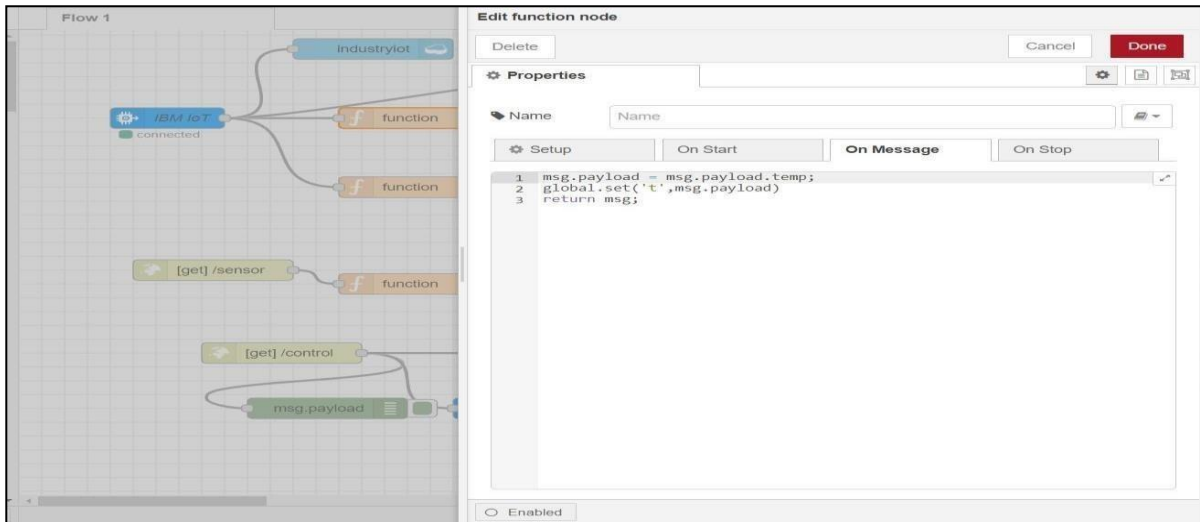 Flow 1
industryiot
IBM IoT
connected
function
function
[get] /sensor
function
[get] /control
msg.payload
Edit function node
Delete
Cancel
Done
Properties
Name
Name
Setup
On Start
On Message
On Stop
1 msg.payload = msg.payload.temp;
2 global.set('t',msg.payload)
3 return msg;
Enabled